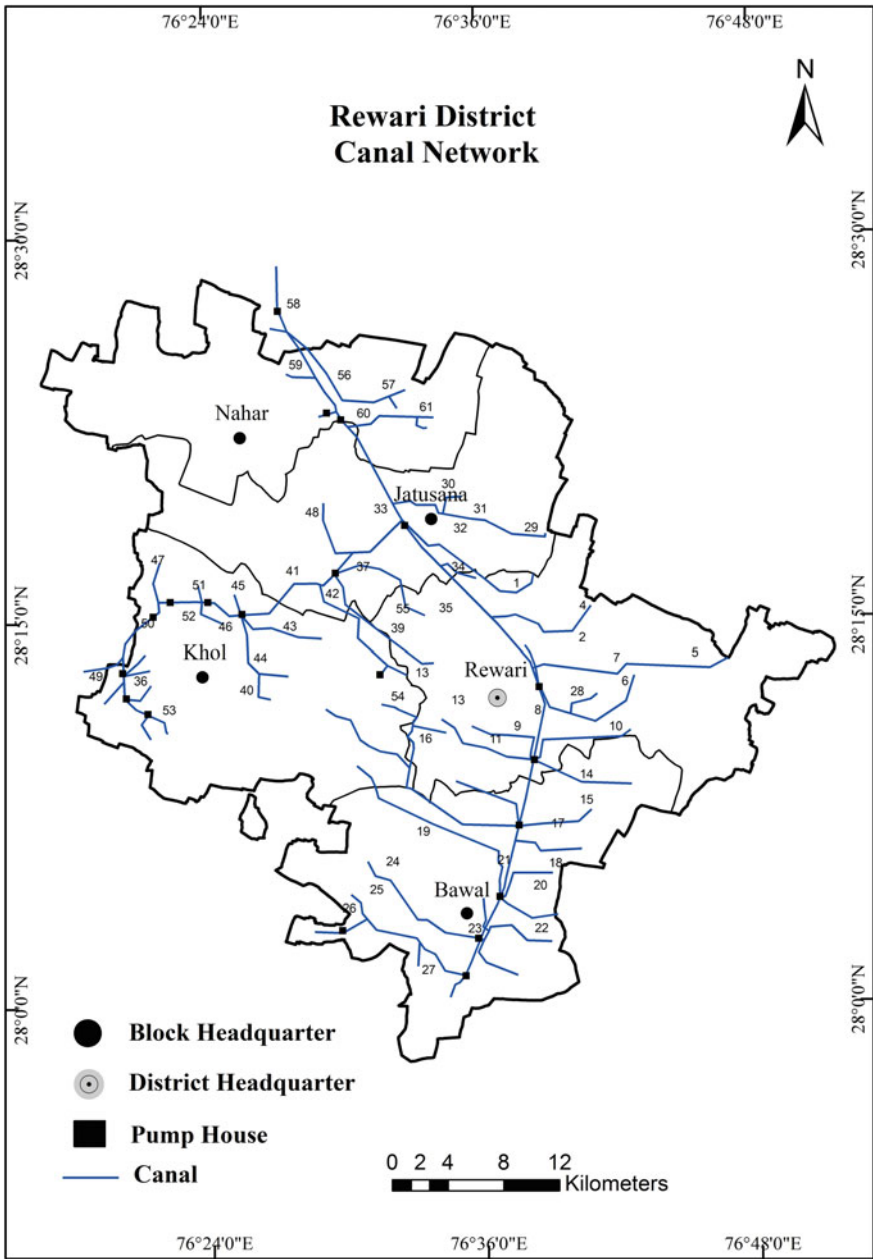 76°24'0"E
76°36'0"E
76°48'0"E
N
Rewari District
Canal Network
28°30'0"N
28°30'0"N
58
59
56
57
Nahar
60
61
30
Jatusana
33
31
48
32
29
47
41
37
34
1
51
45
42
35
4
28°15'0"N
28°15'0"N
50
52
46
43
55
39
2
Khol
44
13
Rewari
7
5
49
36
40
54
13
8
28
6
53
16
11
9
10
14
15
19
17
24
21
18
25
Bawal
20
26
23
22
27
28°0'0"N
28°0'0"N
Block Headquarter
District Headquarter
Pump House
Canal
0 2 4 8 12
Kilometers
76°24'0"E
76°36'0"E
76°48'0"E